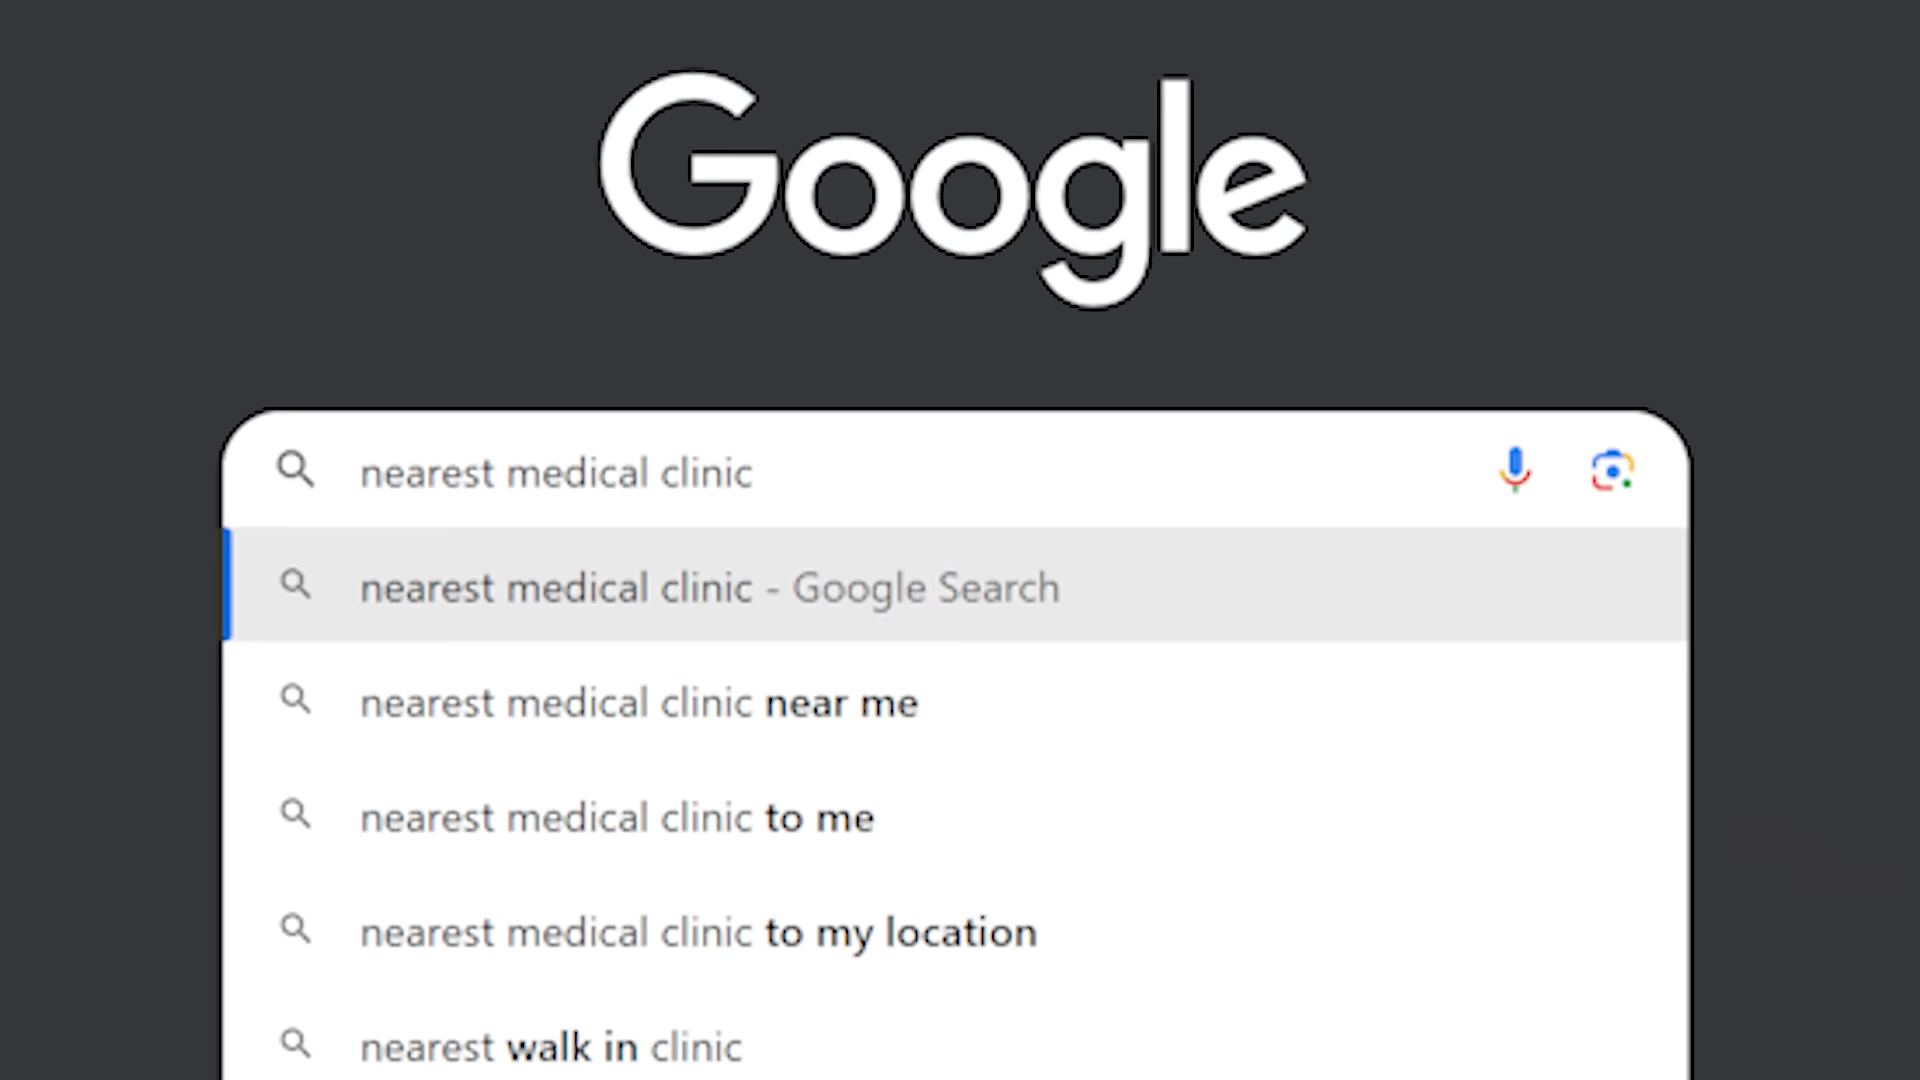 Google
nearest medical clinic
nearest medical clinic - Google Search
nearest medical clinic near me
nearest medical clinic to me
nearest medical clinic to my location
nearest walk in clinic